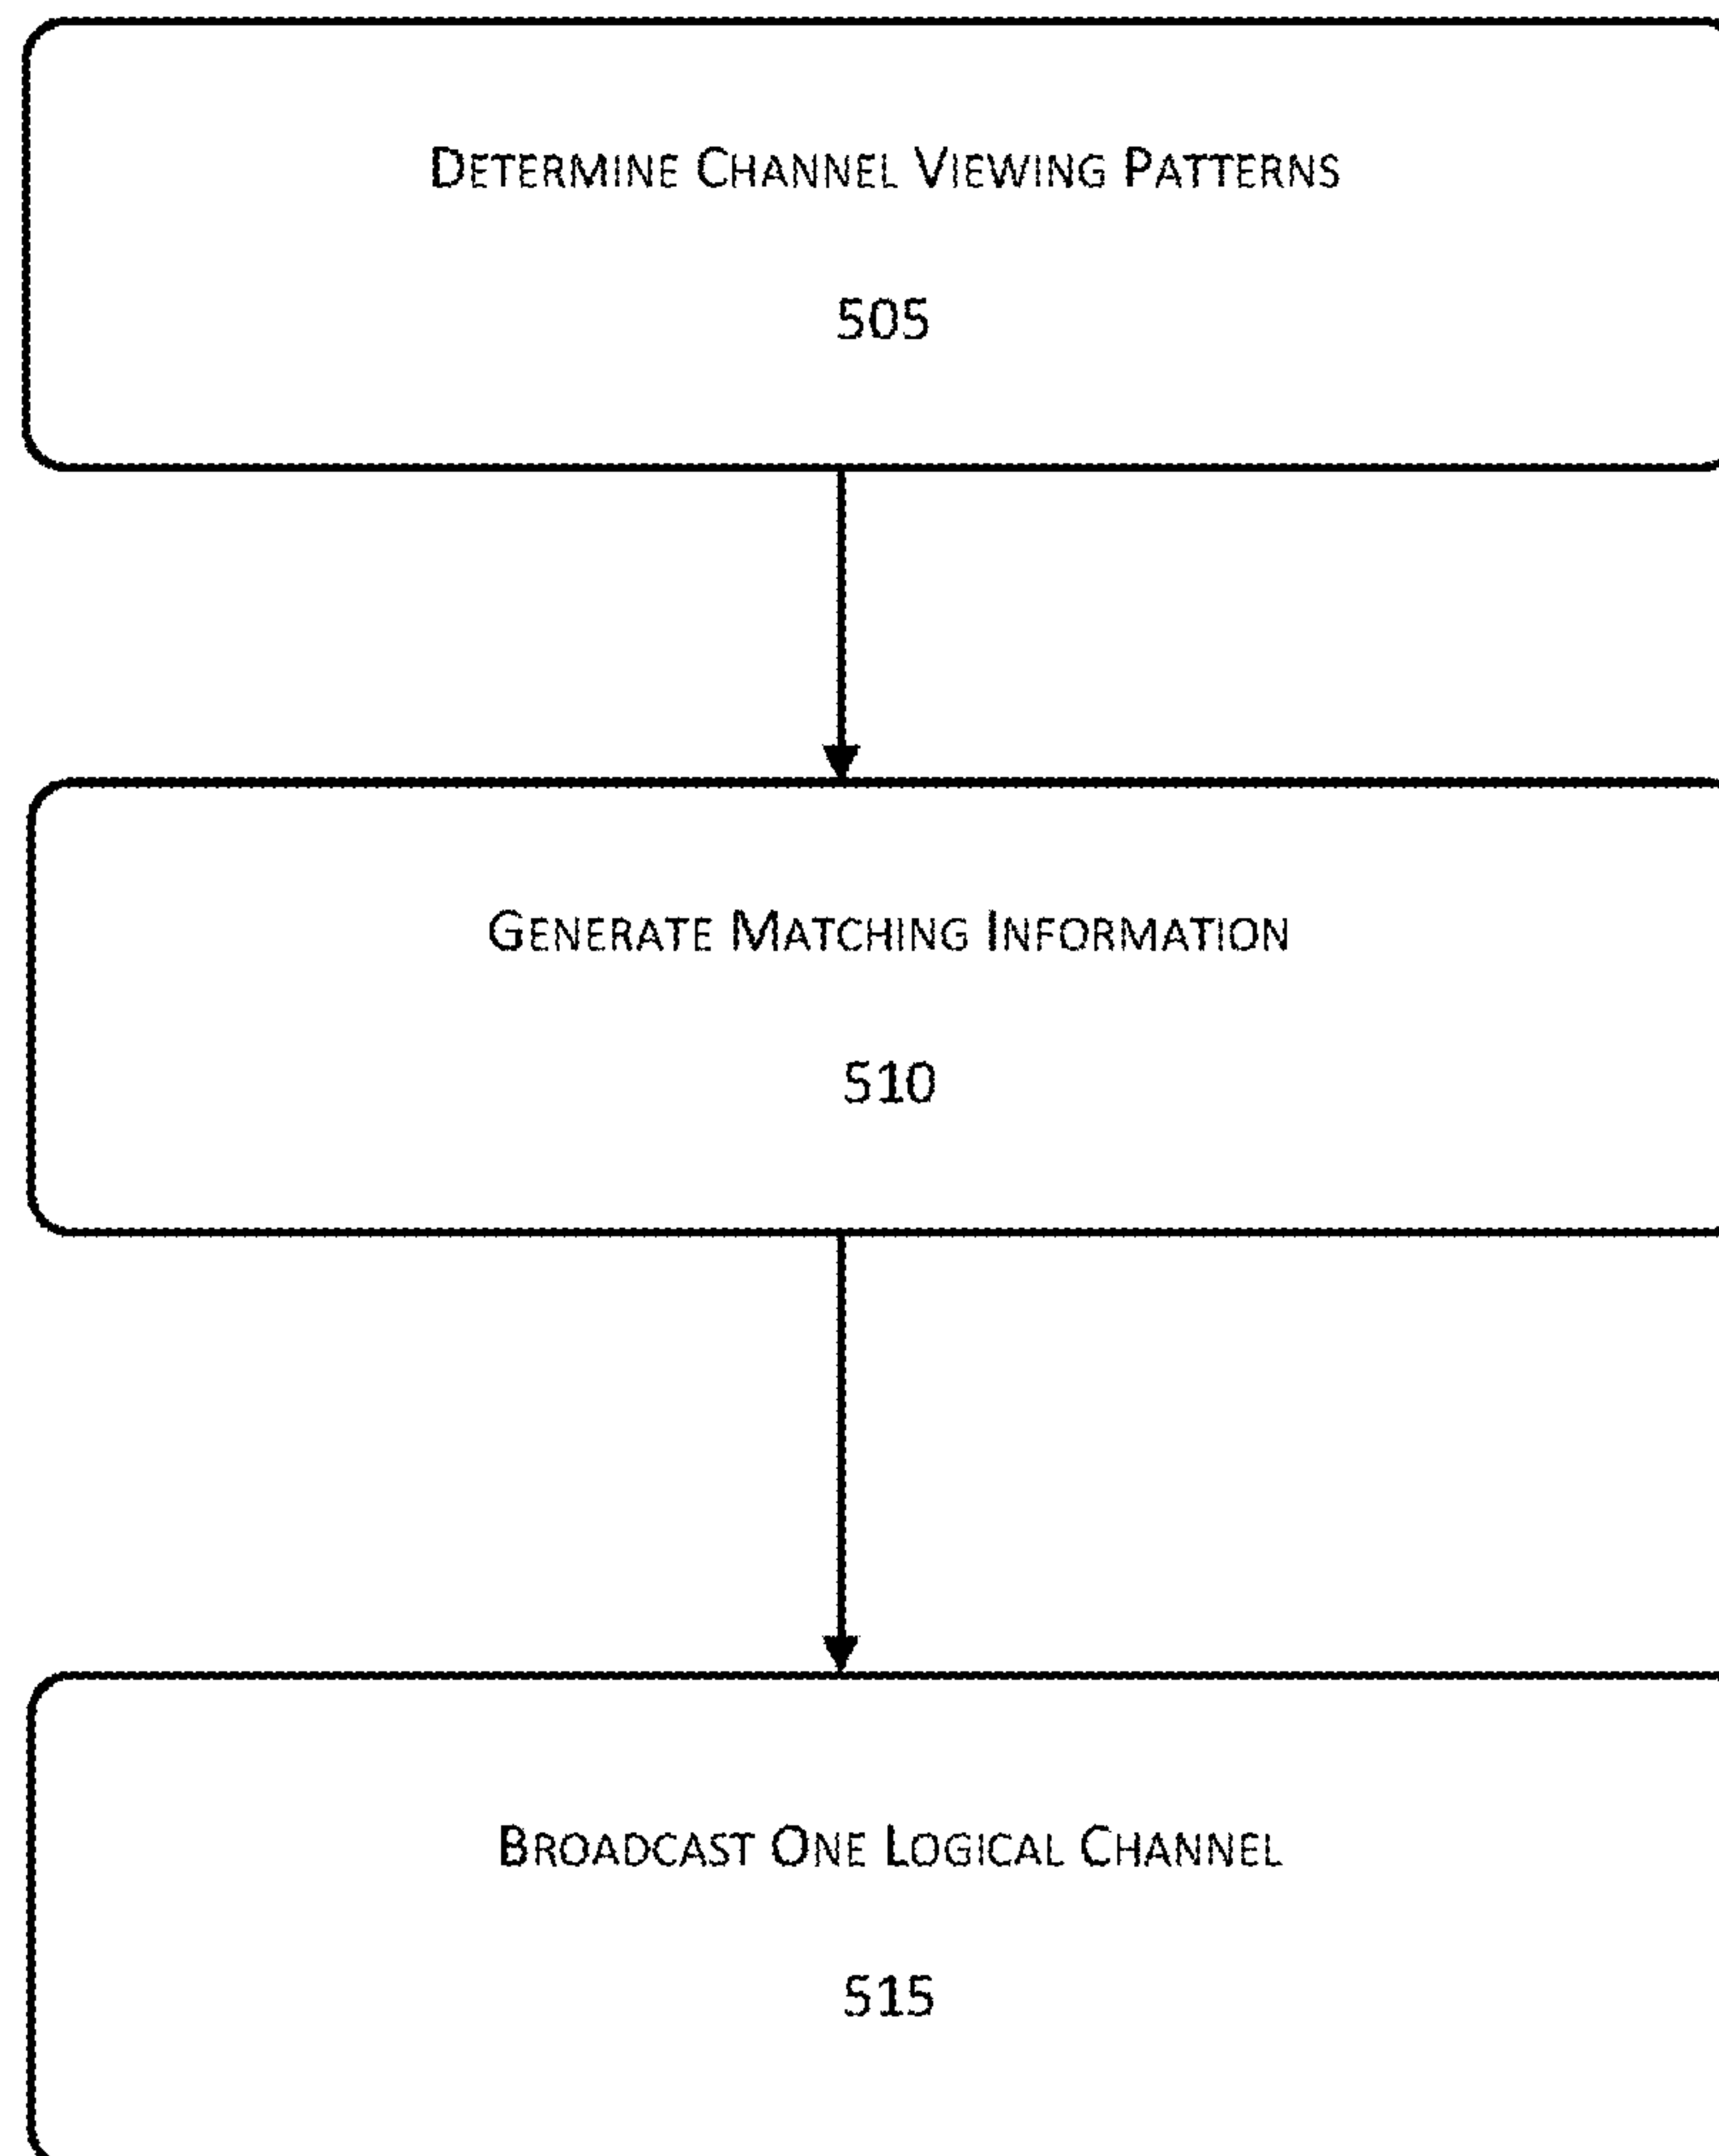 DETERMINE CHANNEL VIEWING PATTERNS
505
GENERATE MATCHING INFORMATION
510
BROADCAST ONE LOGICAL CHANNEL
515